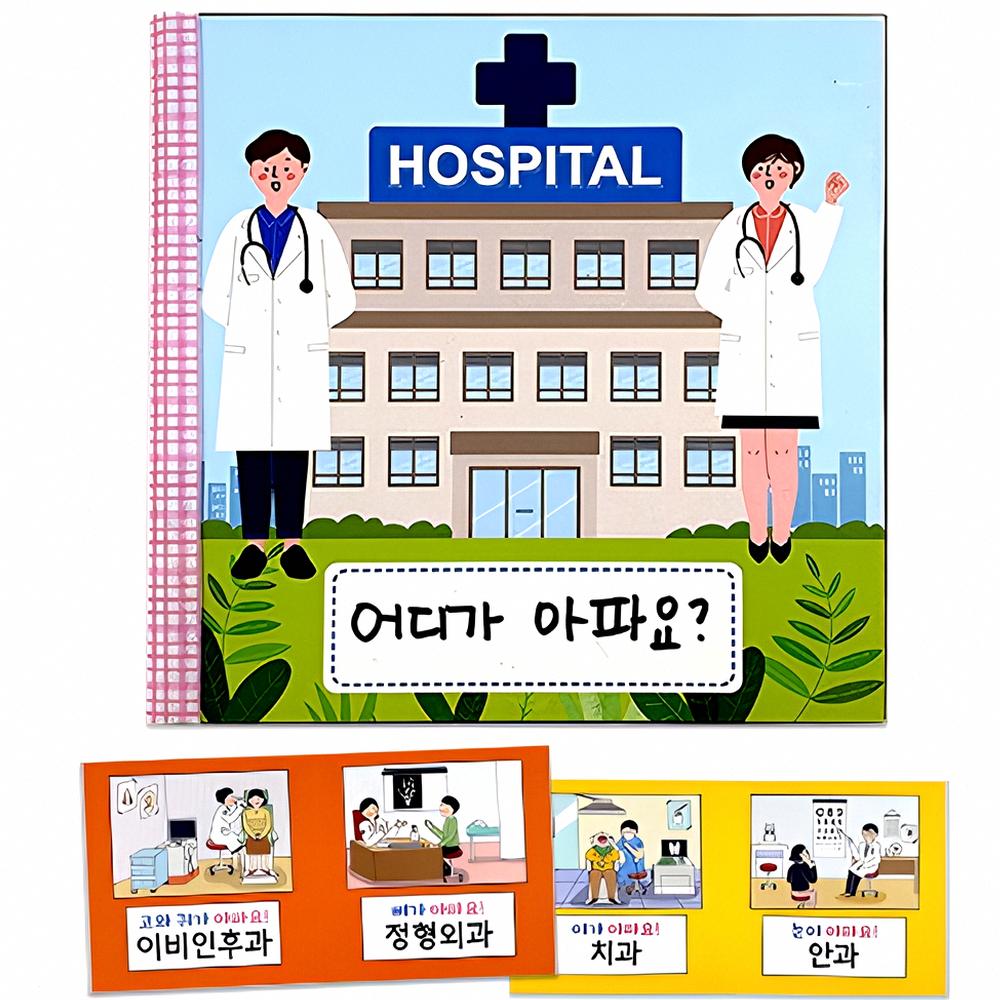 HOSPITAL
어디가 아파요?
코와 귀가 아파요!
이비인후과
뼈가 아파요!
정형외과
이가 아파요!
치과
눈이 아파요!
안과